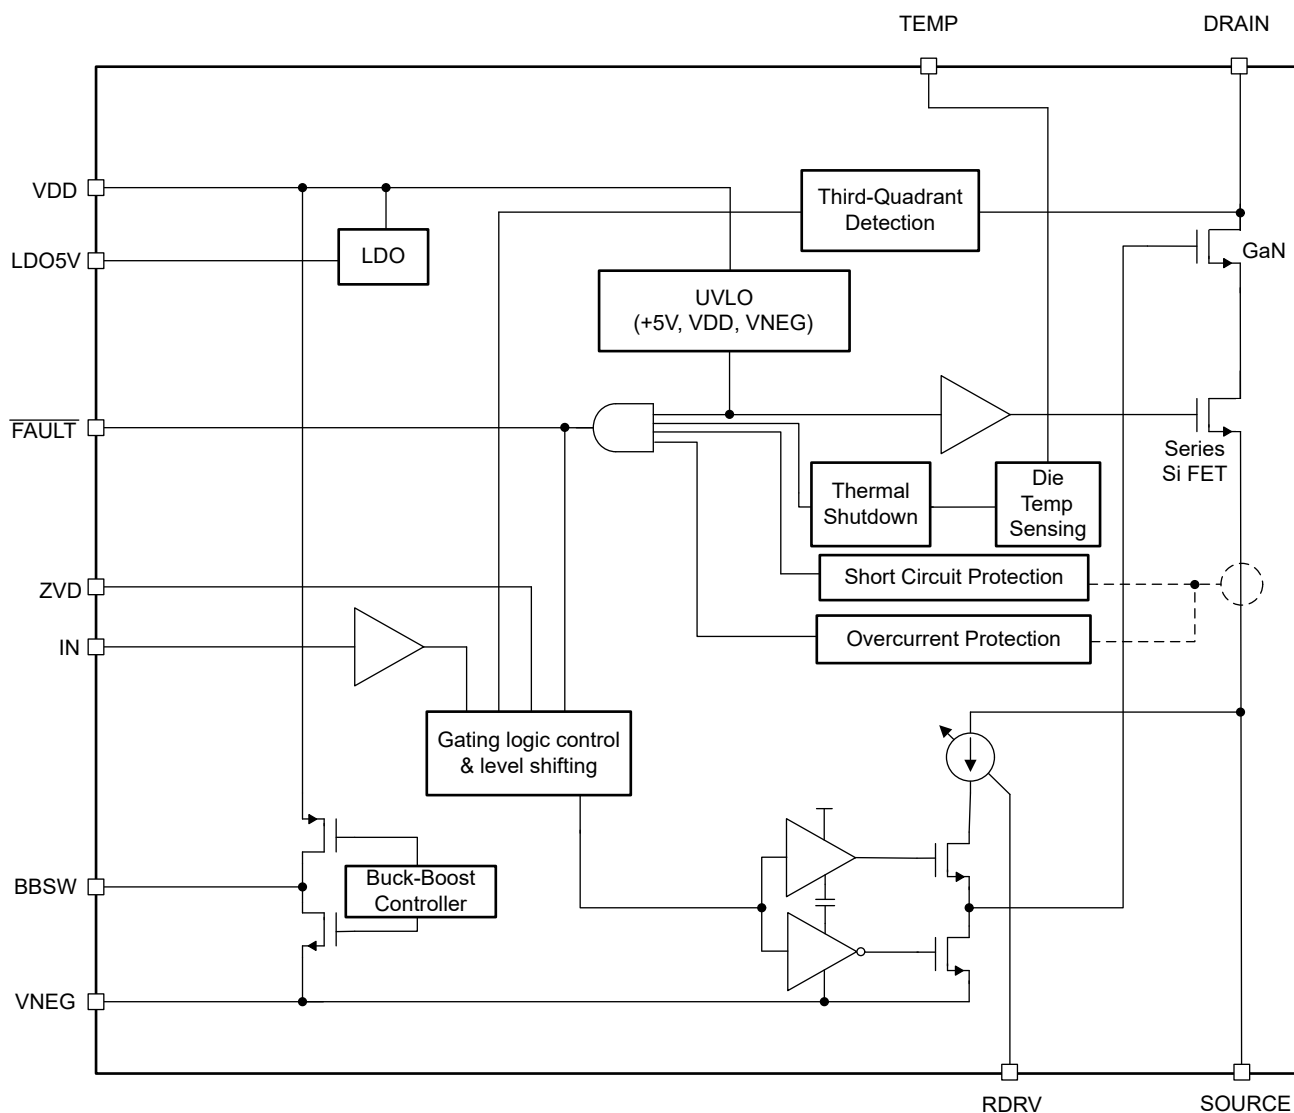 TEMP
DRAIN
VDD
Third-Quadrant
Detection
LDO5V
LDO
GaN
UVLO
(+5V, VDD, VNEG)
FAULT
Series
Si FET
Thermal
Shutdown
Die
Temp
Sensing
Short Circuit Protection
ZVD
IN
Overcurrent Protection
Gating logic control
& level shifting
BBSW
Buck-Boost
Controller
VNEG
RDRV
SOURCE